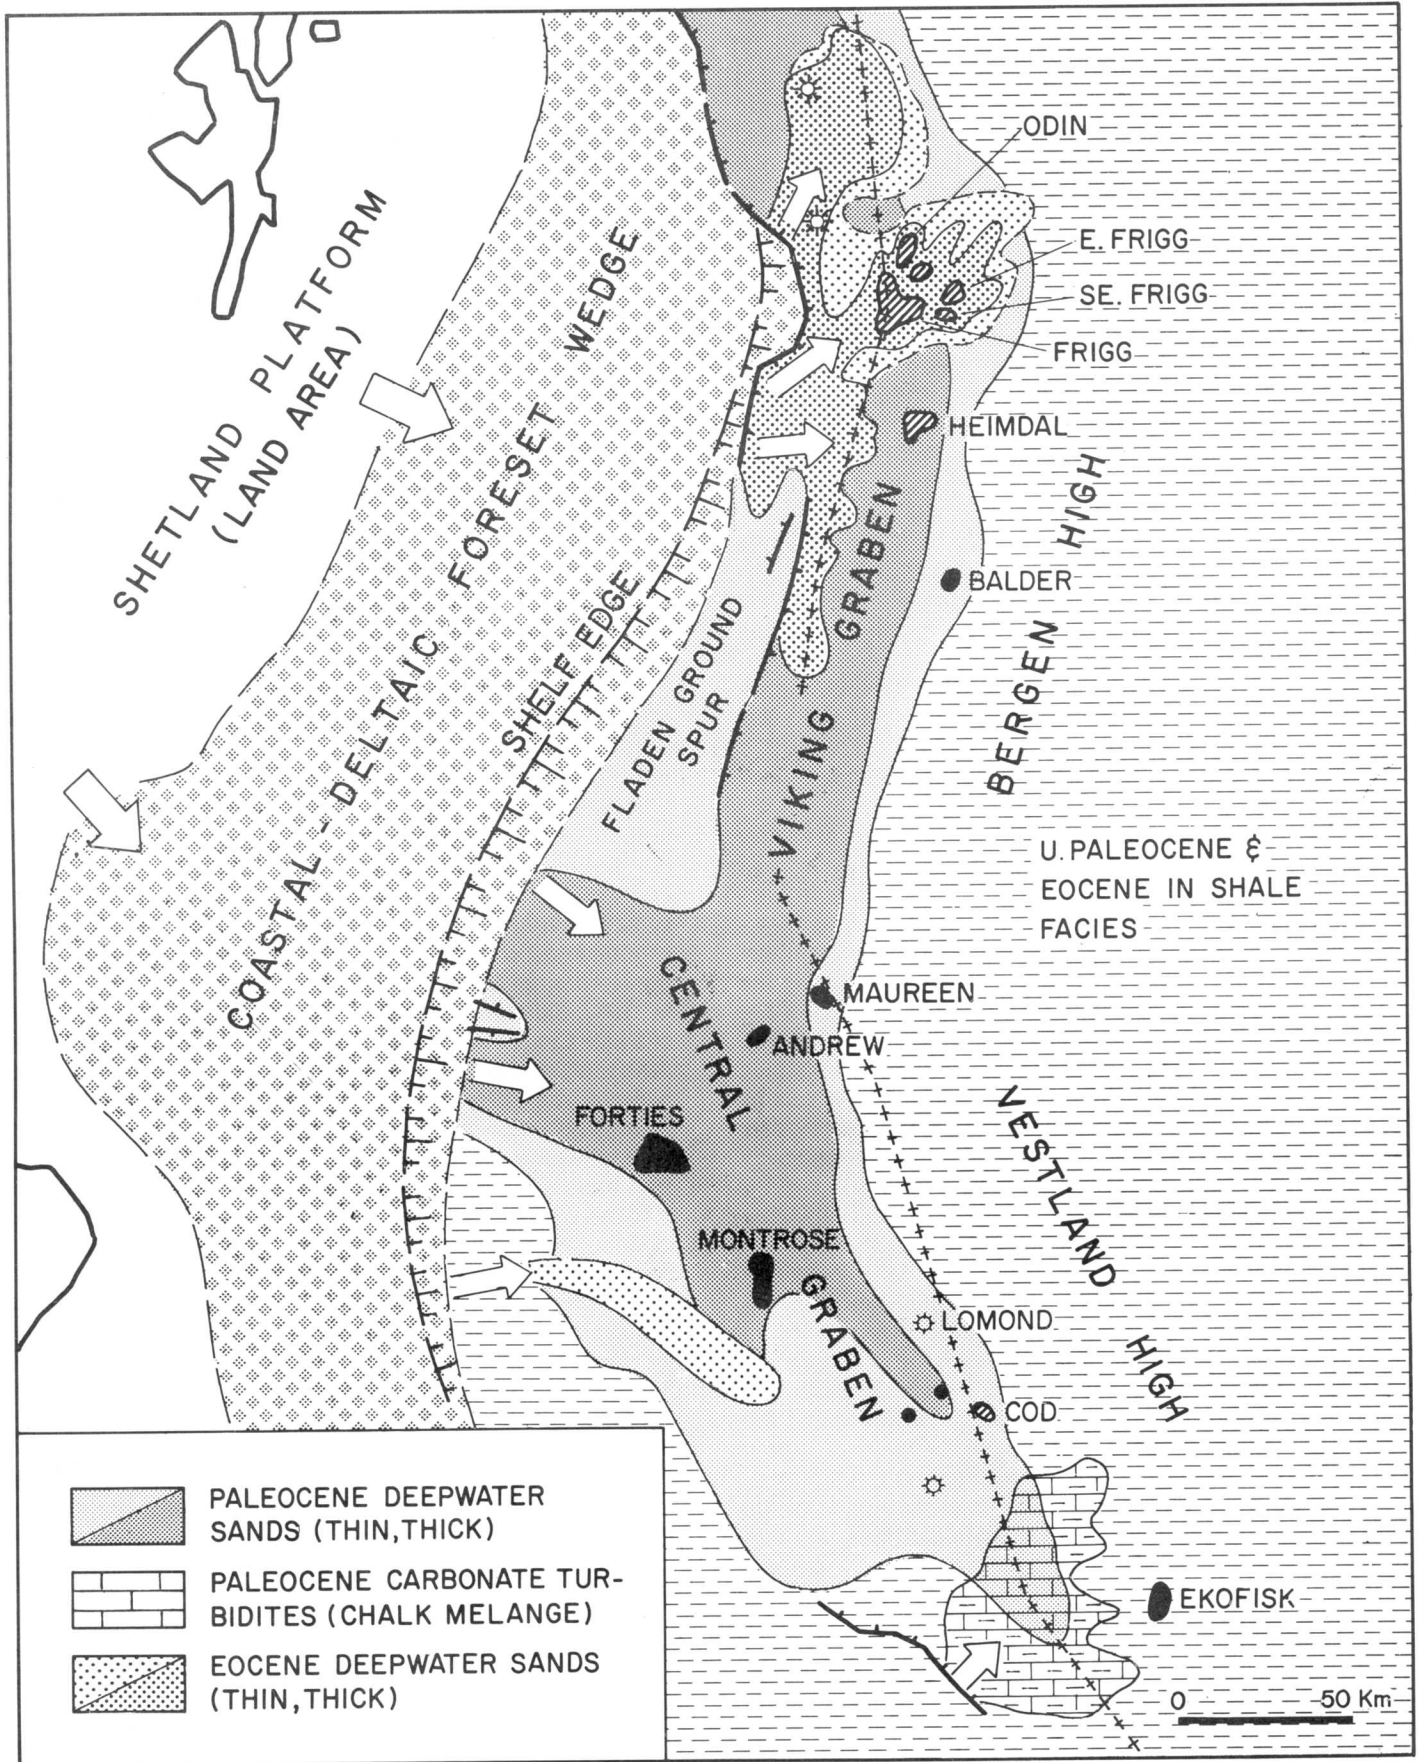 ODIN
E. FRIGG
SE. FRIGG
FRIGG
HEIMDAL
SHETLAND PLATFORM
(LAND AREA)
COASTAL-DELTAIC FORESET WEDGE
SHELF EDGE
FLADEN GROUND
SPUR
VIKING GRABEN
BALDER
BERGEN HIGH
U. PALEOCENE &
EOCENE IN SHALE
FACIES
MAUREEN
ANDREW
CENTRAL GRABEN
FORTIES
MONTROSE
VESTLAND HIGH
LOMOND
COD
EKOFISK
0 50 Km
PALEOCENE DEEPWATER
SANDS (THIN, THICK)
PALEOCENE CARBONATE TUR-
BIDITES (CHALK MELANGE)
EOCENE DEEPWATER SANDS
(THIN, THICK)